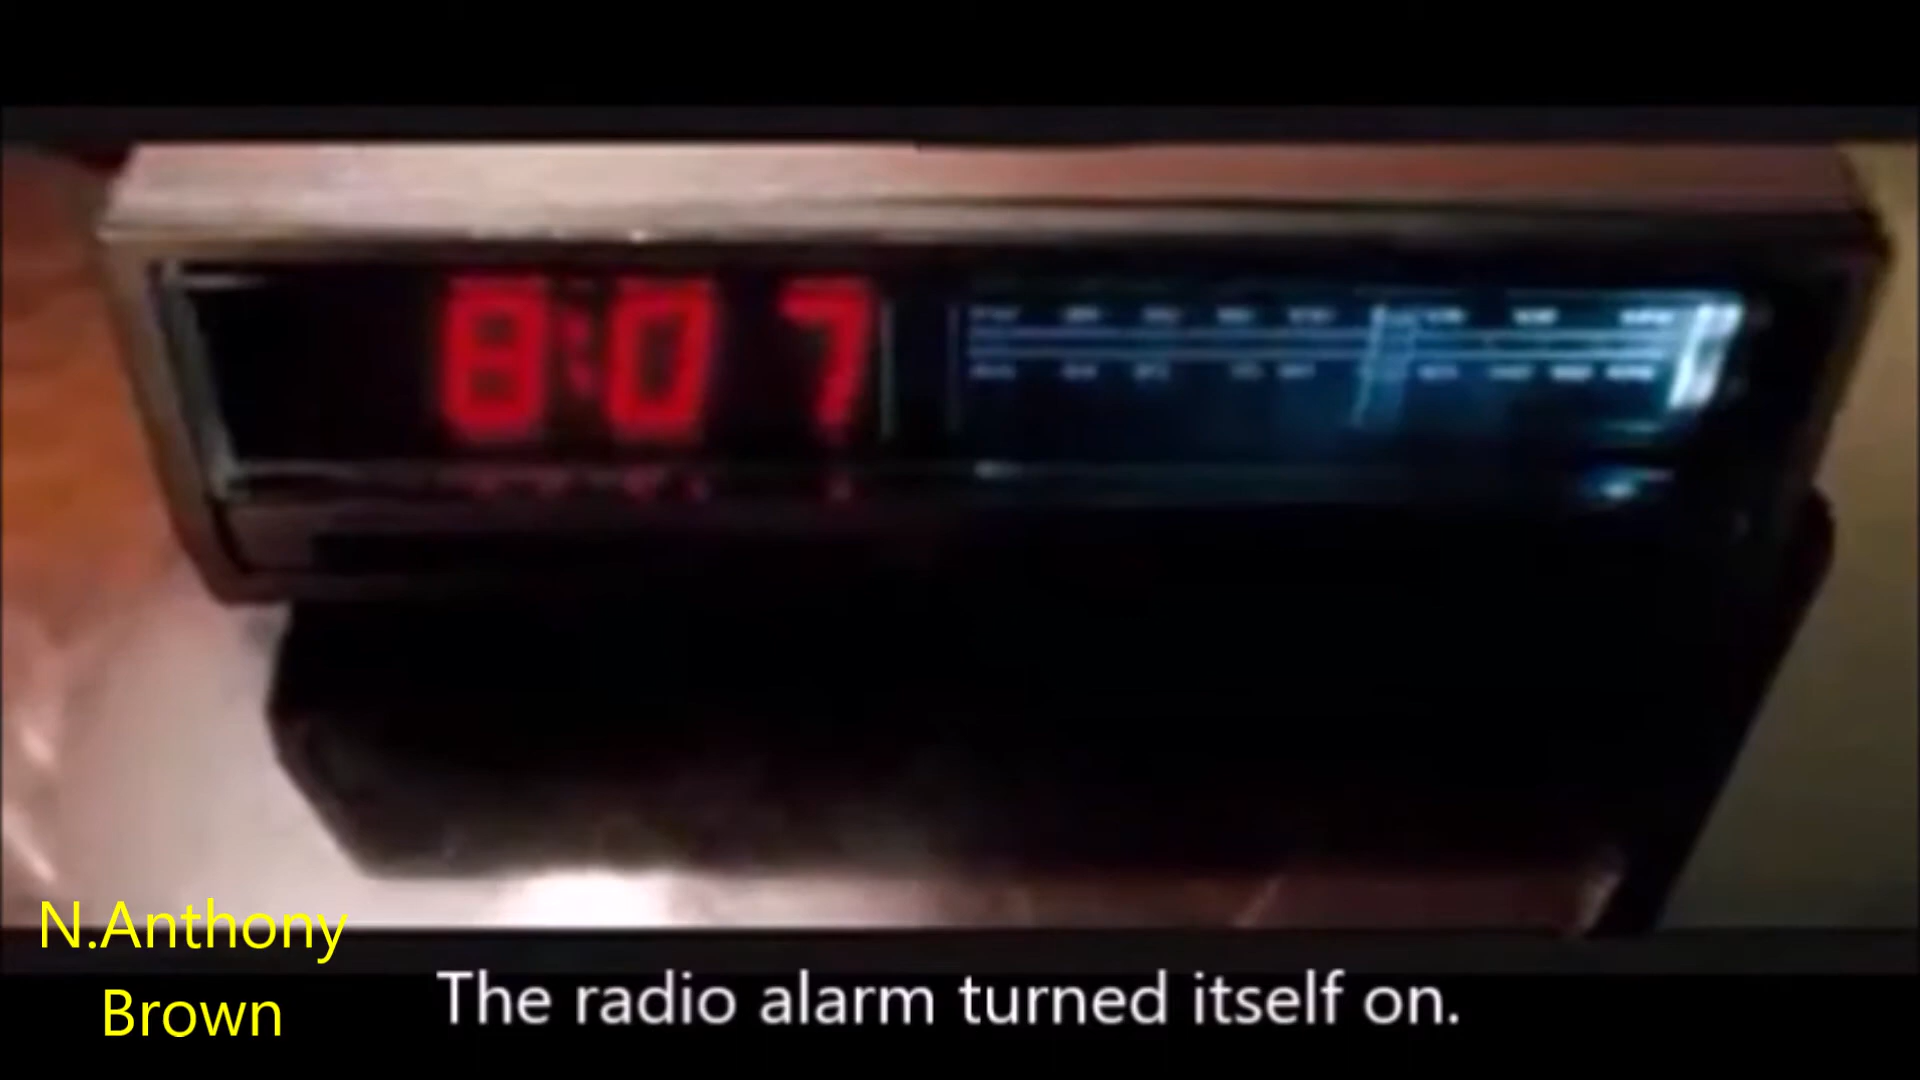 8:07
N.Anthony
Brown
The radio alarm turned itself on.